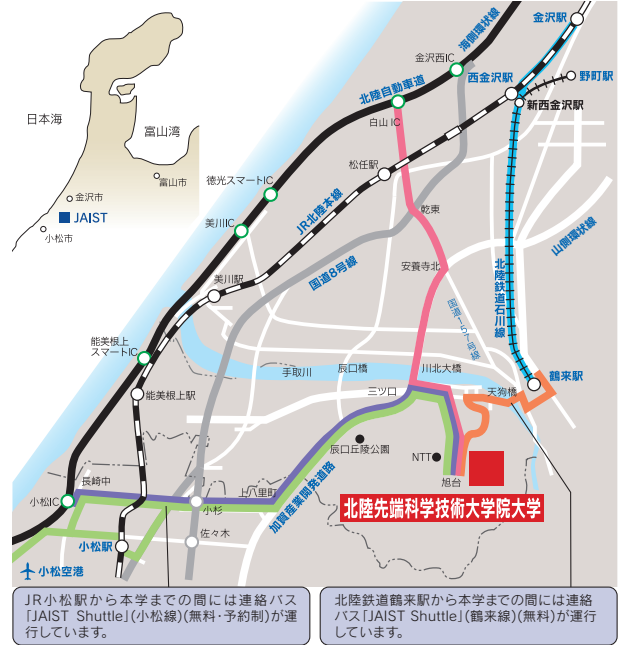 金沢駅
海側環状線
金沢西IC
西金沢駅
野町駅
北陸自動車道
新西金沢駅
白山IC
日本海
富山湾
松任駅
富山市
徳光スマートIC
金沢市
JAIST
乾東
小松市
美川IC
JR北陸本線
山側環状線
安養寺北
国道8号線
美川駅
北陸鉄道石川線
国道157号線
能美根上
スマートIC
手取川
辰口橋
川北大橋
鶴来駅
三ツ口
天狗橋
能美根上駅
辰口丘陵公園
NTT
長崎中
上八里町
加賀産業開発道路
旭台
小松IC
小杉
北陸先端科学技術大学院大学
佐々木
小松駅
小松空港
JR小松駅から本学までの間には連絡バス
「JAIST Shuttle」(小松線)(無料・予約制)が運
行しています。
北陸鉄道鶴来駅から本学までの間には連絡
バス「JAIST Shuttle」(鶴来線)(無料)が運行
しています。